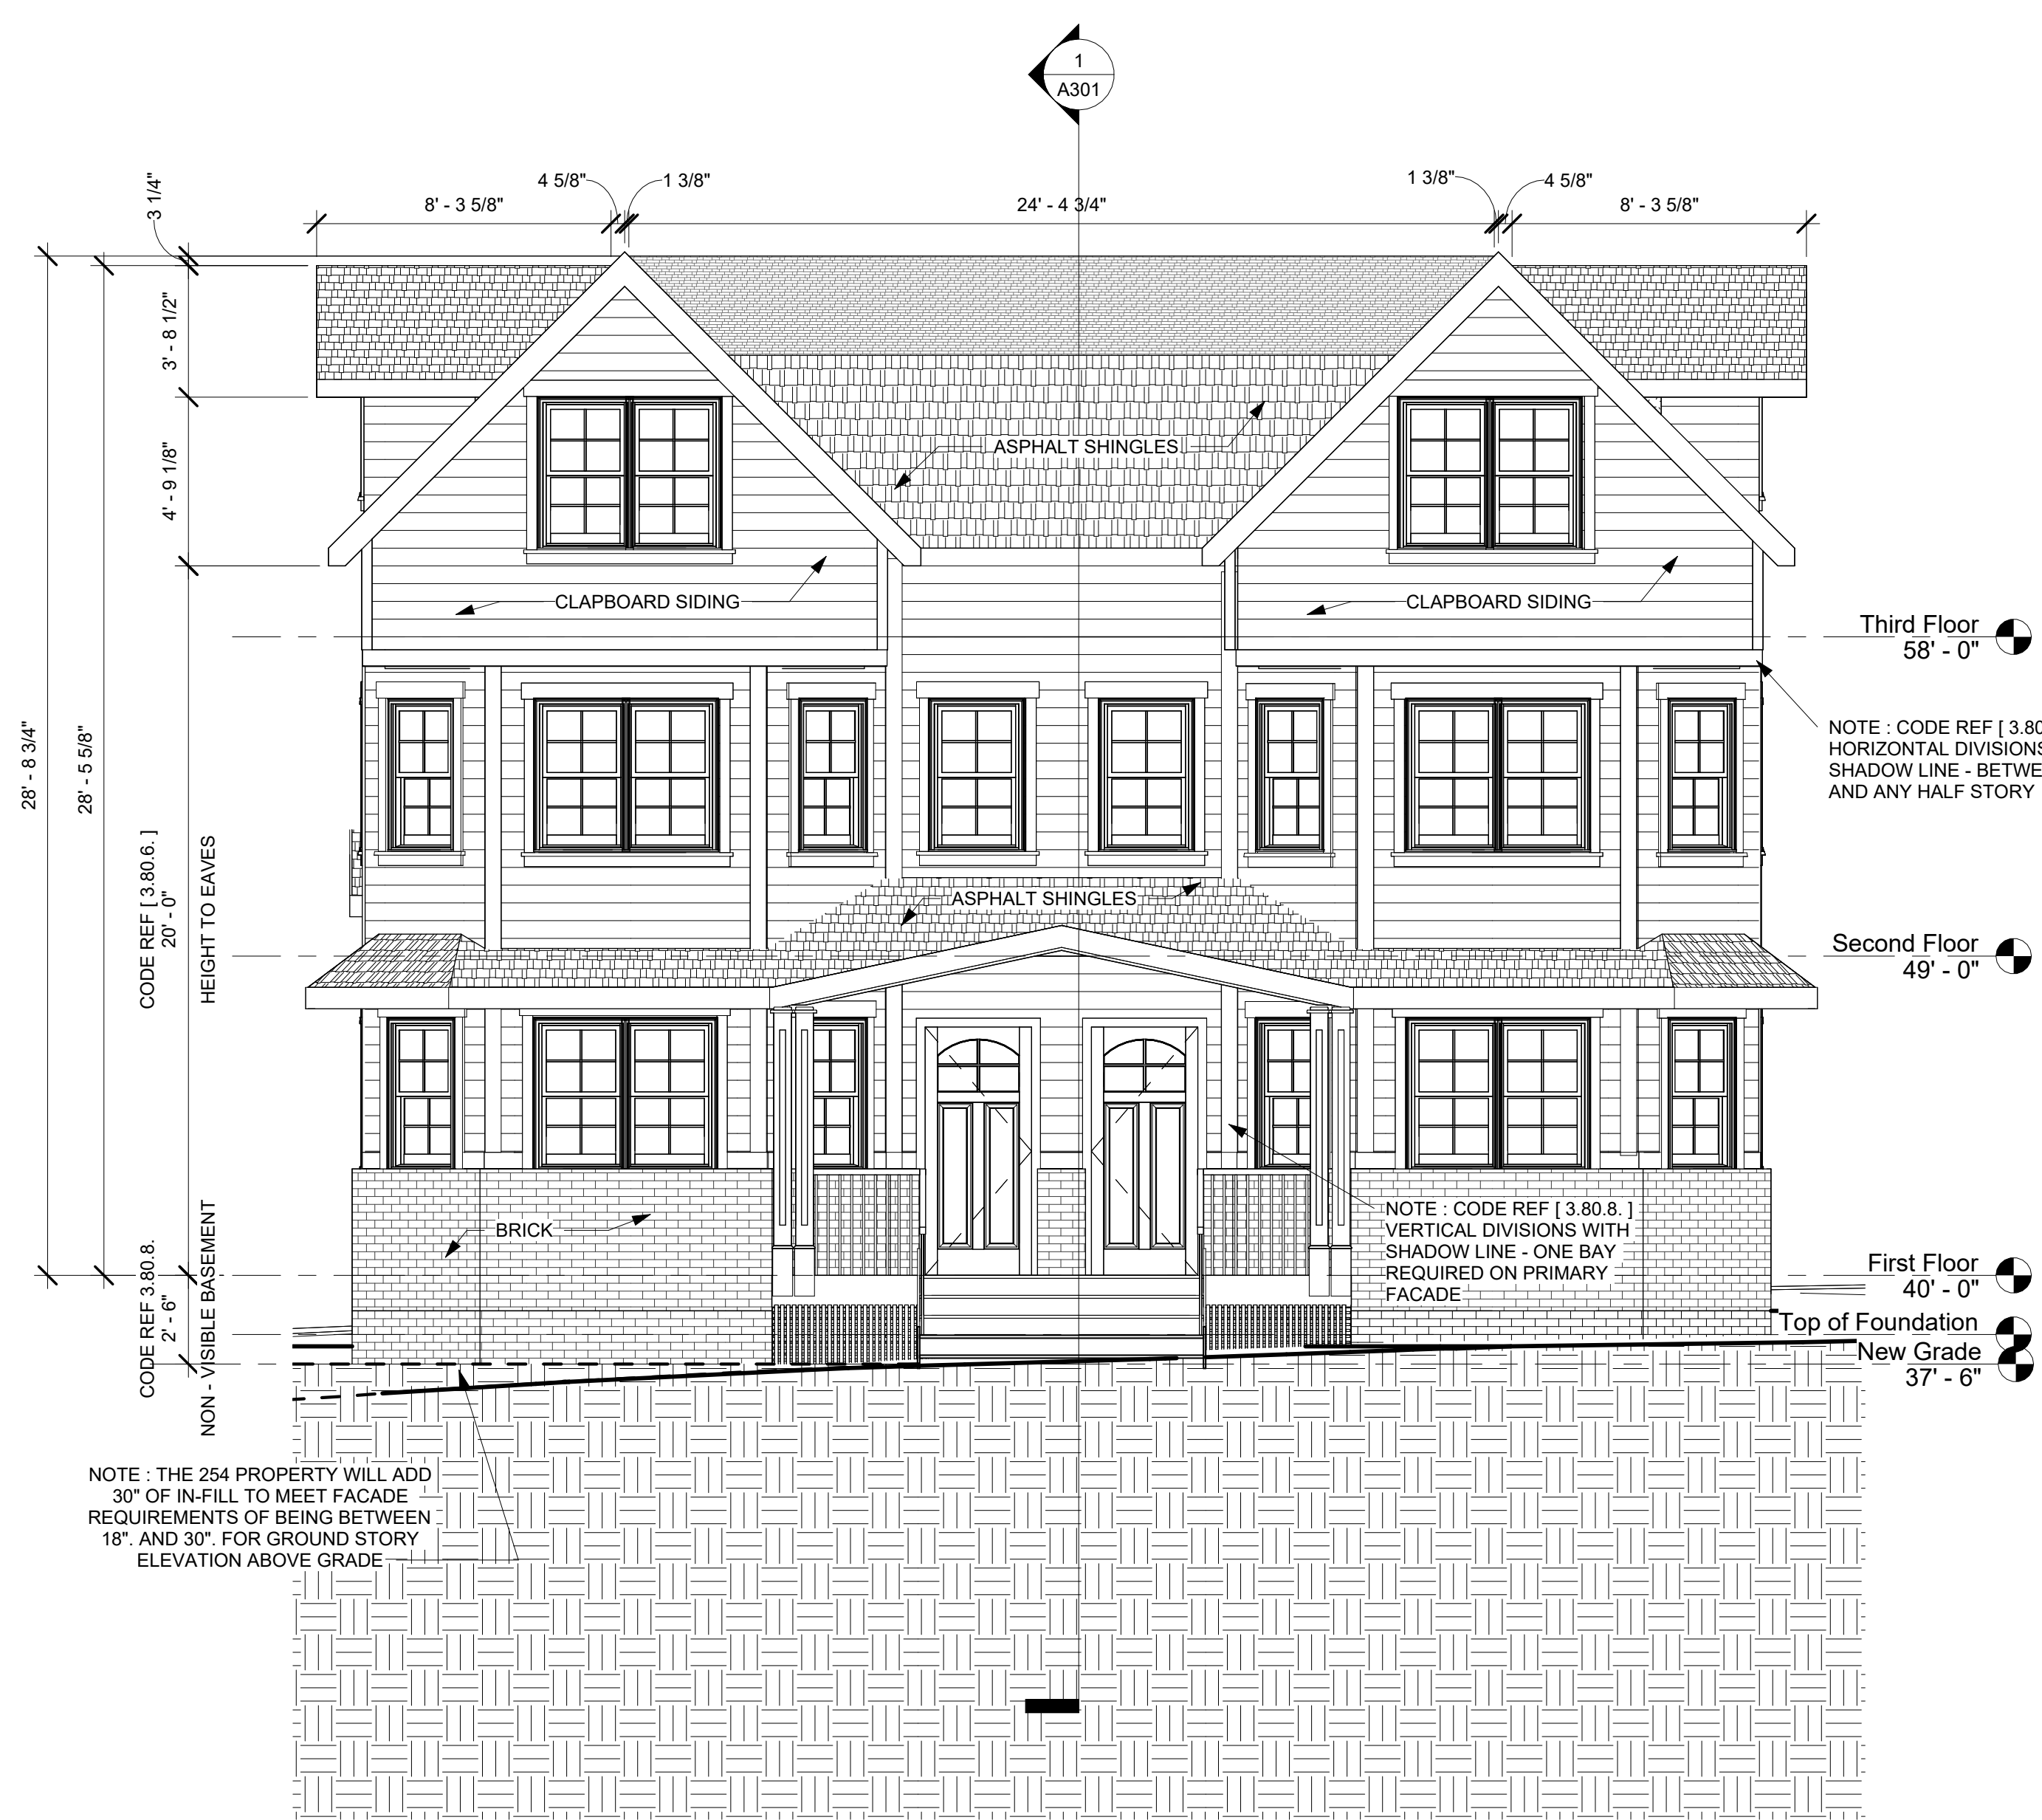 1
A301
4 5/8"
1 3/8"
1 3/8"
4 5/8"
8' - 3 5/8"
24' - 4 3/4"
8' - 3 5/8"
3 1/4"
3' - 8 1/2"
4' - 9 1/8"
28' - 8 3/4"
28' - 5 5/8"
CODE REF [ 3.80.6. ]
20' - 0"
HEIGHT TO EAVES
CODE REF 3.80.8.
2' - 6"
NON - VISIBLE BASEMENT
ASPHALT SHINGLES
CLAPBOARD SIDING
CLAPBOARD SIDING
Third Floor
58' - 0"
NOTE : CODE REF [ 3.80
HORIZONTAL DIVISIONS
SHADOW LINE - BETWE
AND ANY HALF STORY
ASPHALT SHINGLES
Second Floor
49' - 0"
BRICK
NOTE : CODE REF [ 3.80.8. ]
VERTICAL DIVISIONS WITH
SHADOW LINE - ONE BAY
REQUIRED ON PRIMARY
FACADE
First Floor
40' - 0"
Top of Foundation
New Grade
37' - 6"
NOTE : THE 254 PROPERTY WILL ADD
30" OF IN-FILL TO MEET FACADE
REQUIREMENTS OF BEING BETWEEN
18". AND 30". FOR GROUND STORY
ELEVATION ABOVE GRADE